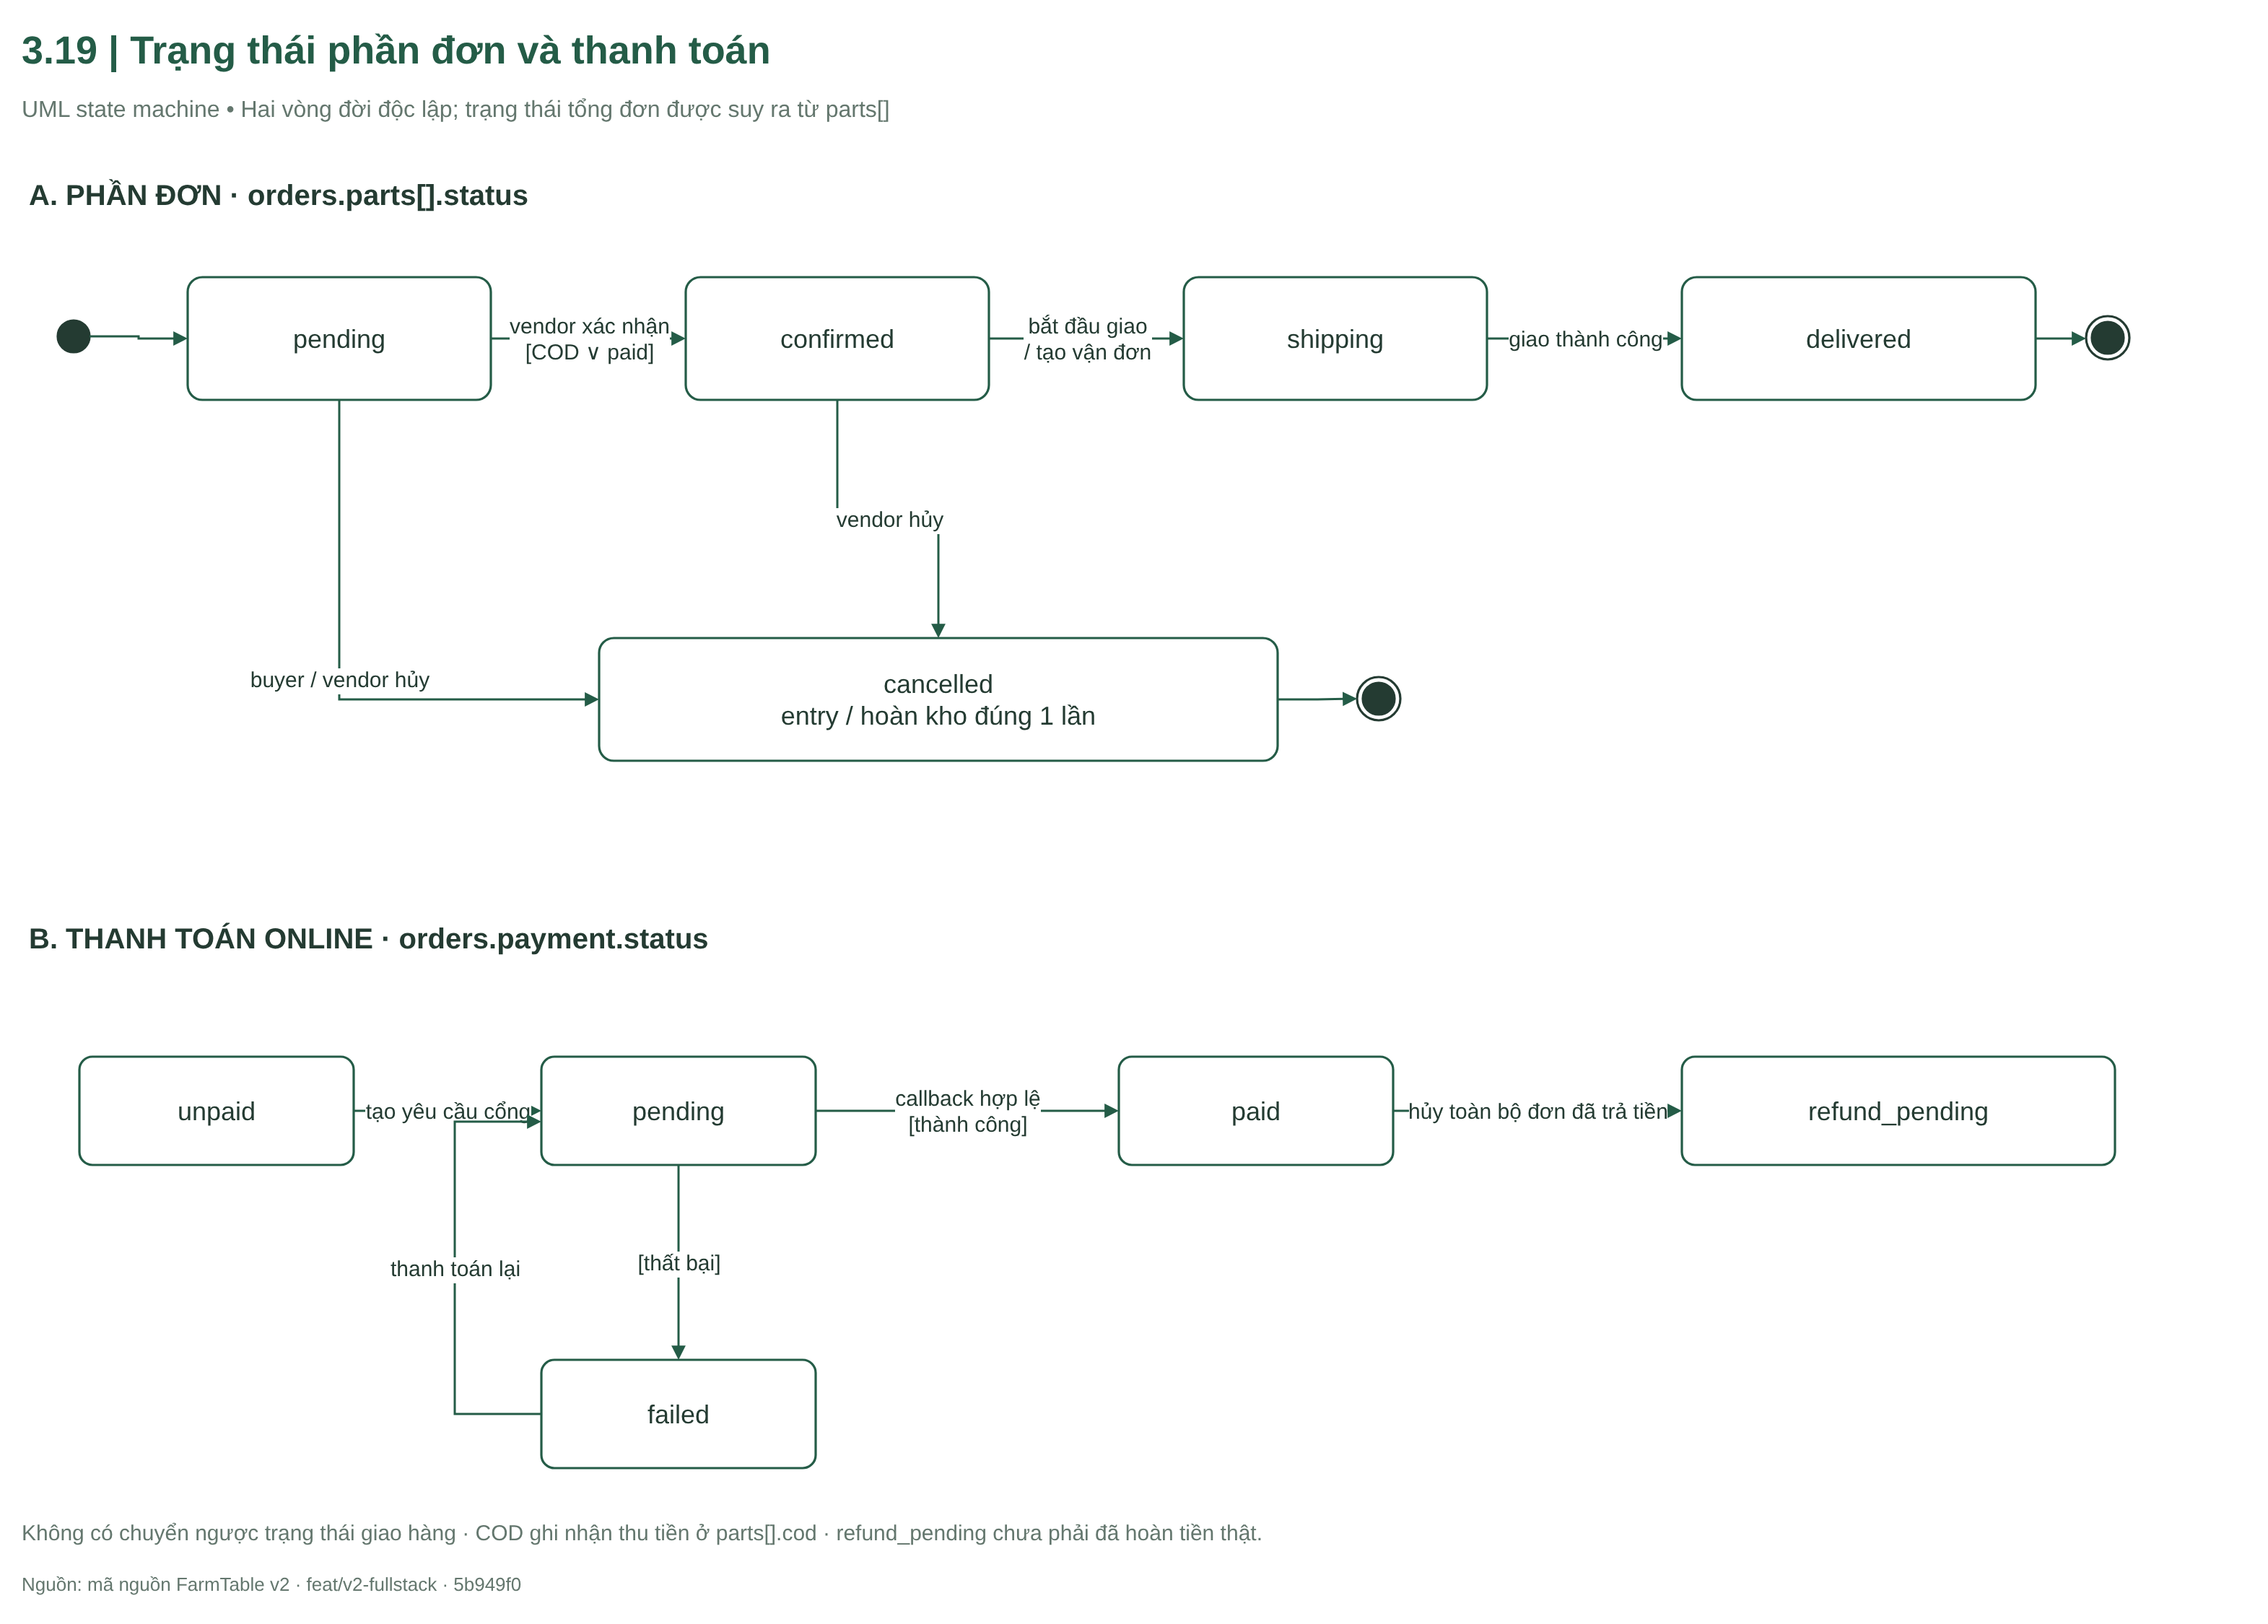 3.19 | Trạng thái phần đơn và thanh toán
UML state machine • Hai vòng đời độc lập; trạng thái tổng đơn được suy ra từ parts[]
A. PHẦN ĐƠN · orders.parts[].status
pending
vendor xác nhận
[COD ∨ paid]
confirmed
bắt đầu giao
/ tạo vận đơn
shipping
giao thành công
delivered
vendor hủy
buyer / vendor hủy
cancelled
entry / hoàn kho đúng 1 lần
B. THANH TOÁN ONLINE · orders.payment.status
unpaid
tạo yêu cầu cổng
pending
callback hợp lệ
[thành công]
paid
hủy toàn bộ đơn đã trả tiền
refund_pending
thanh toán lại
[thất bại]
failed
Không có chuyển ngược trạng thái giao hàng · COD ghi nhận thu tiền ở parts[].cod · refund_pending chưa phải đã hoàn tiền thật.
Nguồn: mã nguồn FarmTable v2 · feat/v2-fullstack · 5b949f0